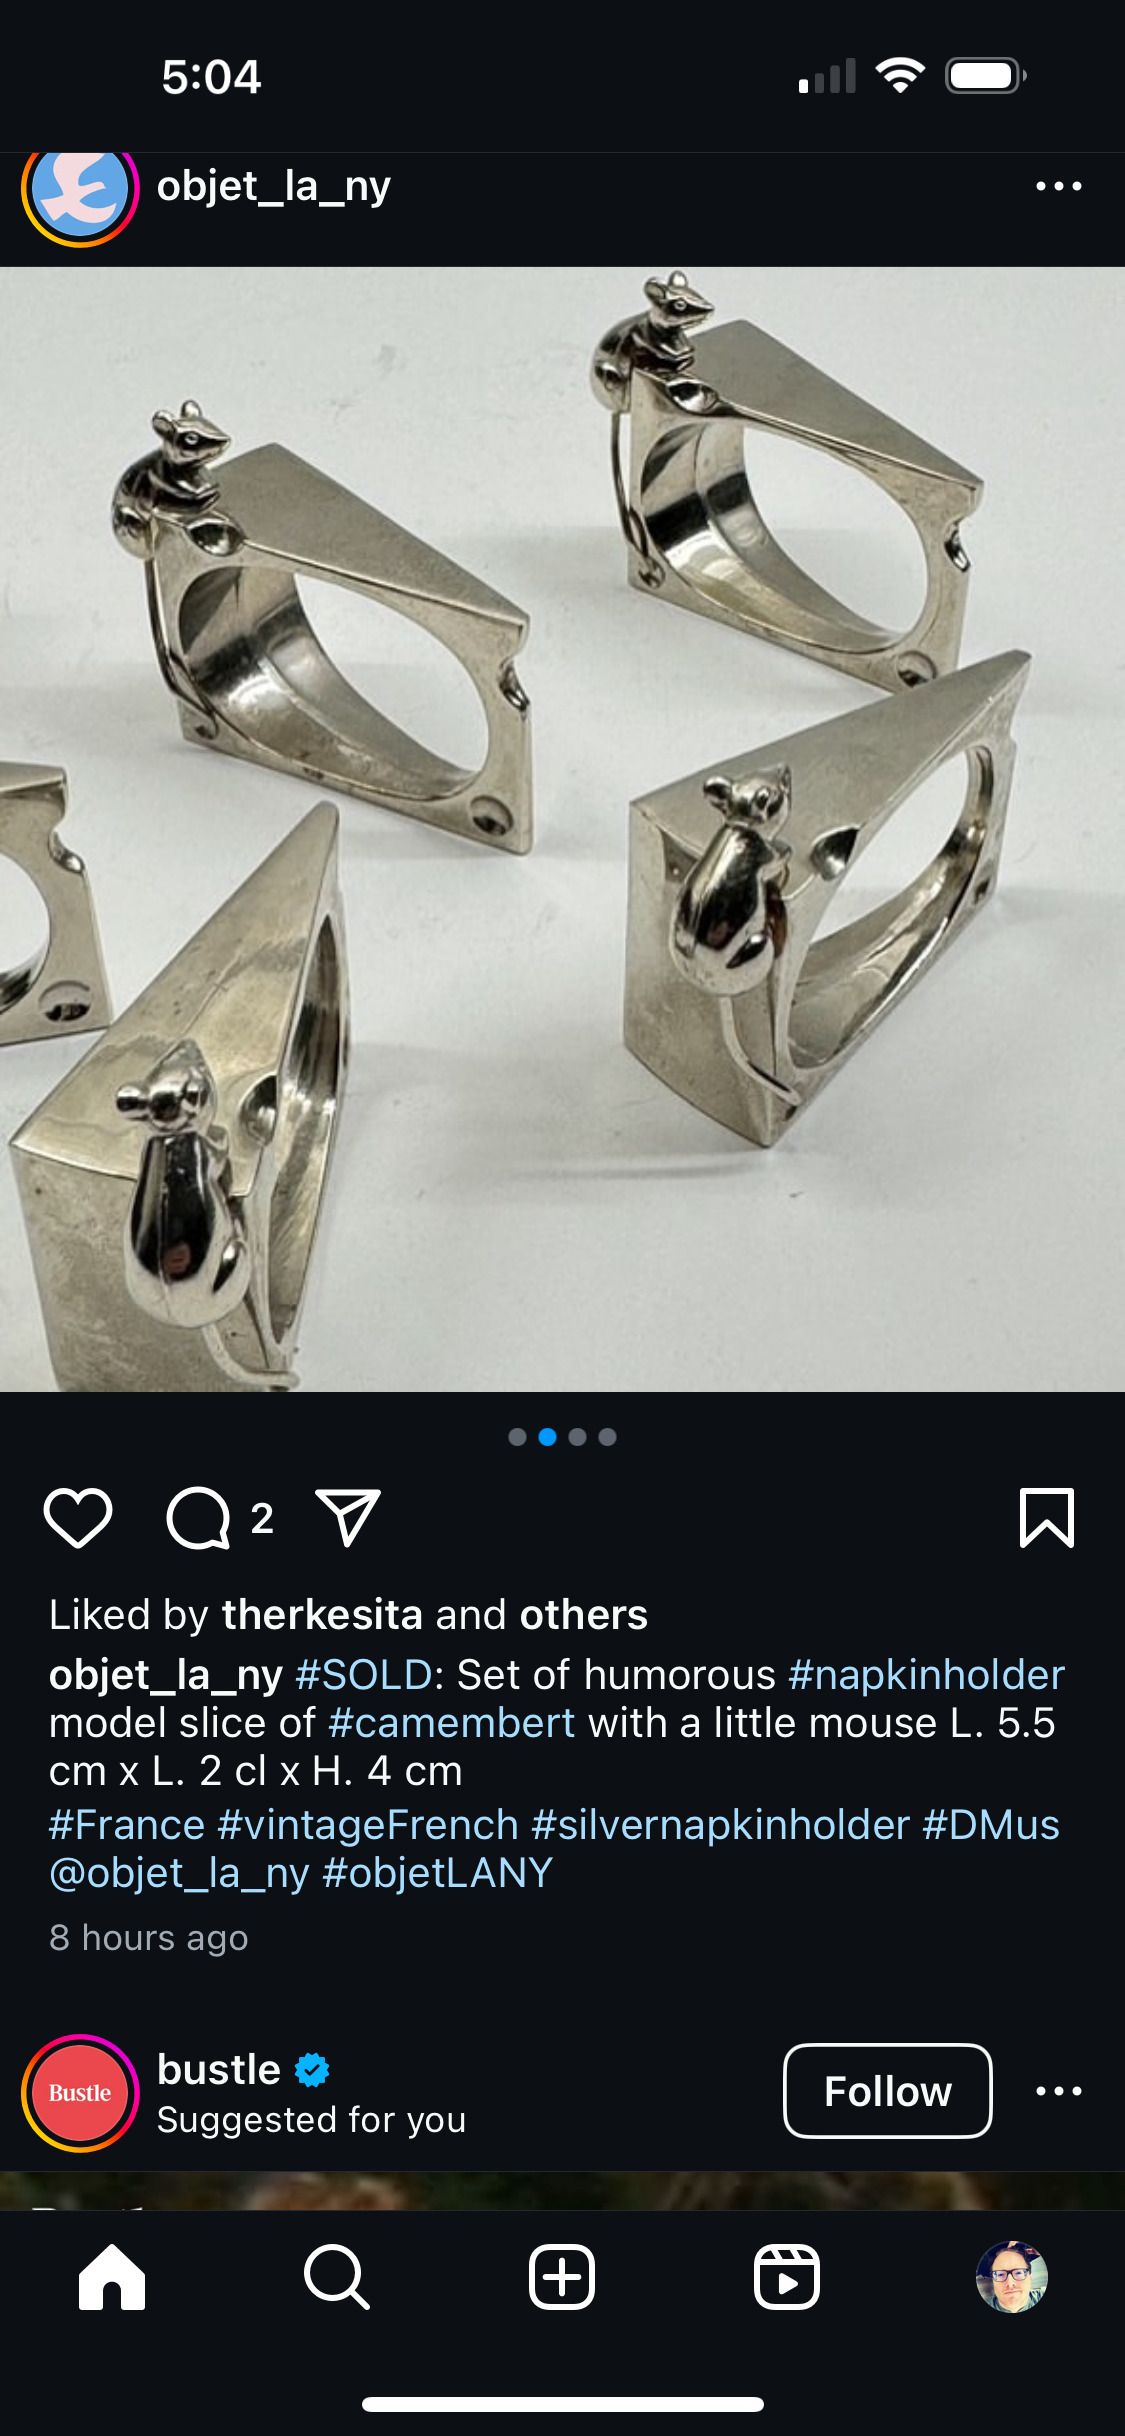 5:04
objet_la_ny
2
Liked by therkesita and others
objet_la_ny #SOLD: Set of humorous #napkinholder
model slice of #camembert with a little mouse L. 5.5
cm x L. 2 cl x H. 4 cm
#France #vintageFrench #silvernapkinholder #DMus
@objet_la_ny #objetLANY
8 hours ago
Bustle
bustle
Suggested for you
Follow